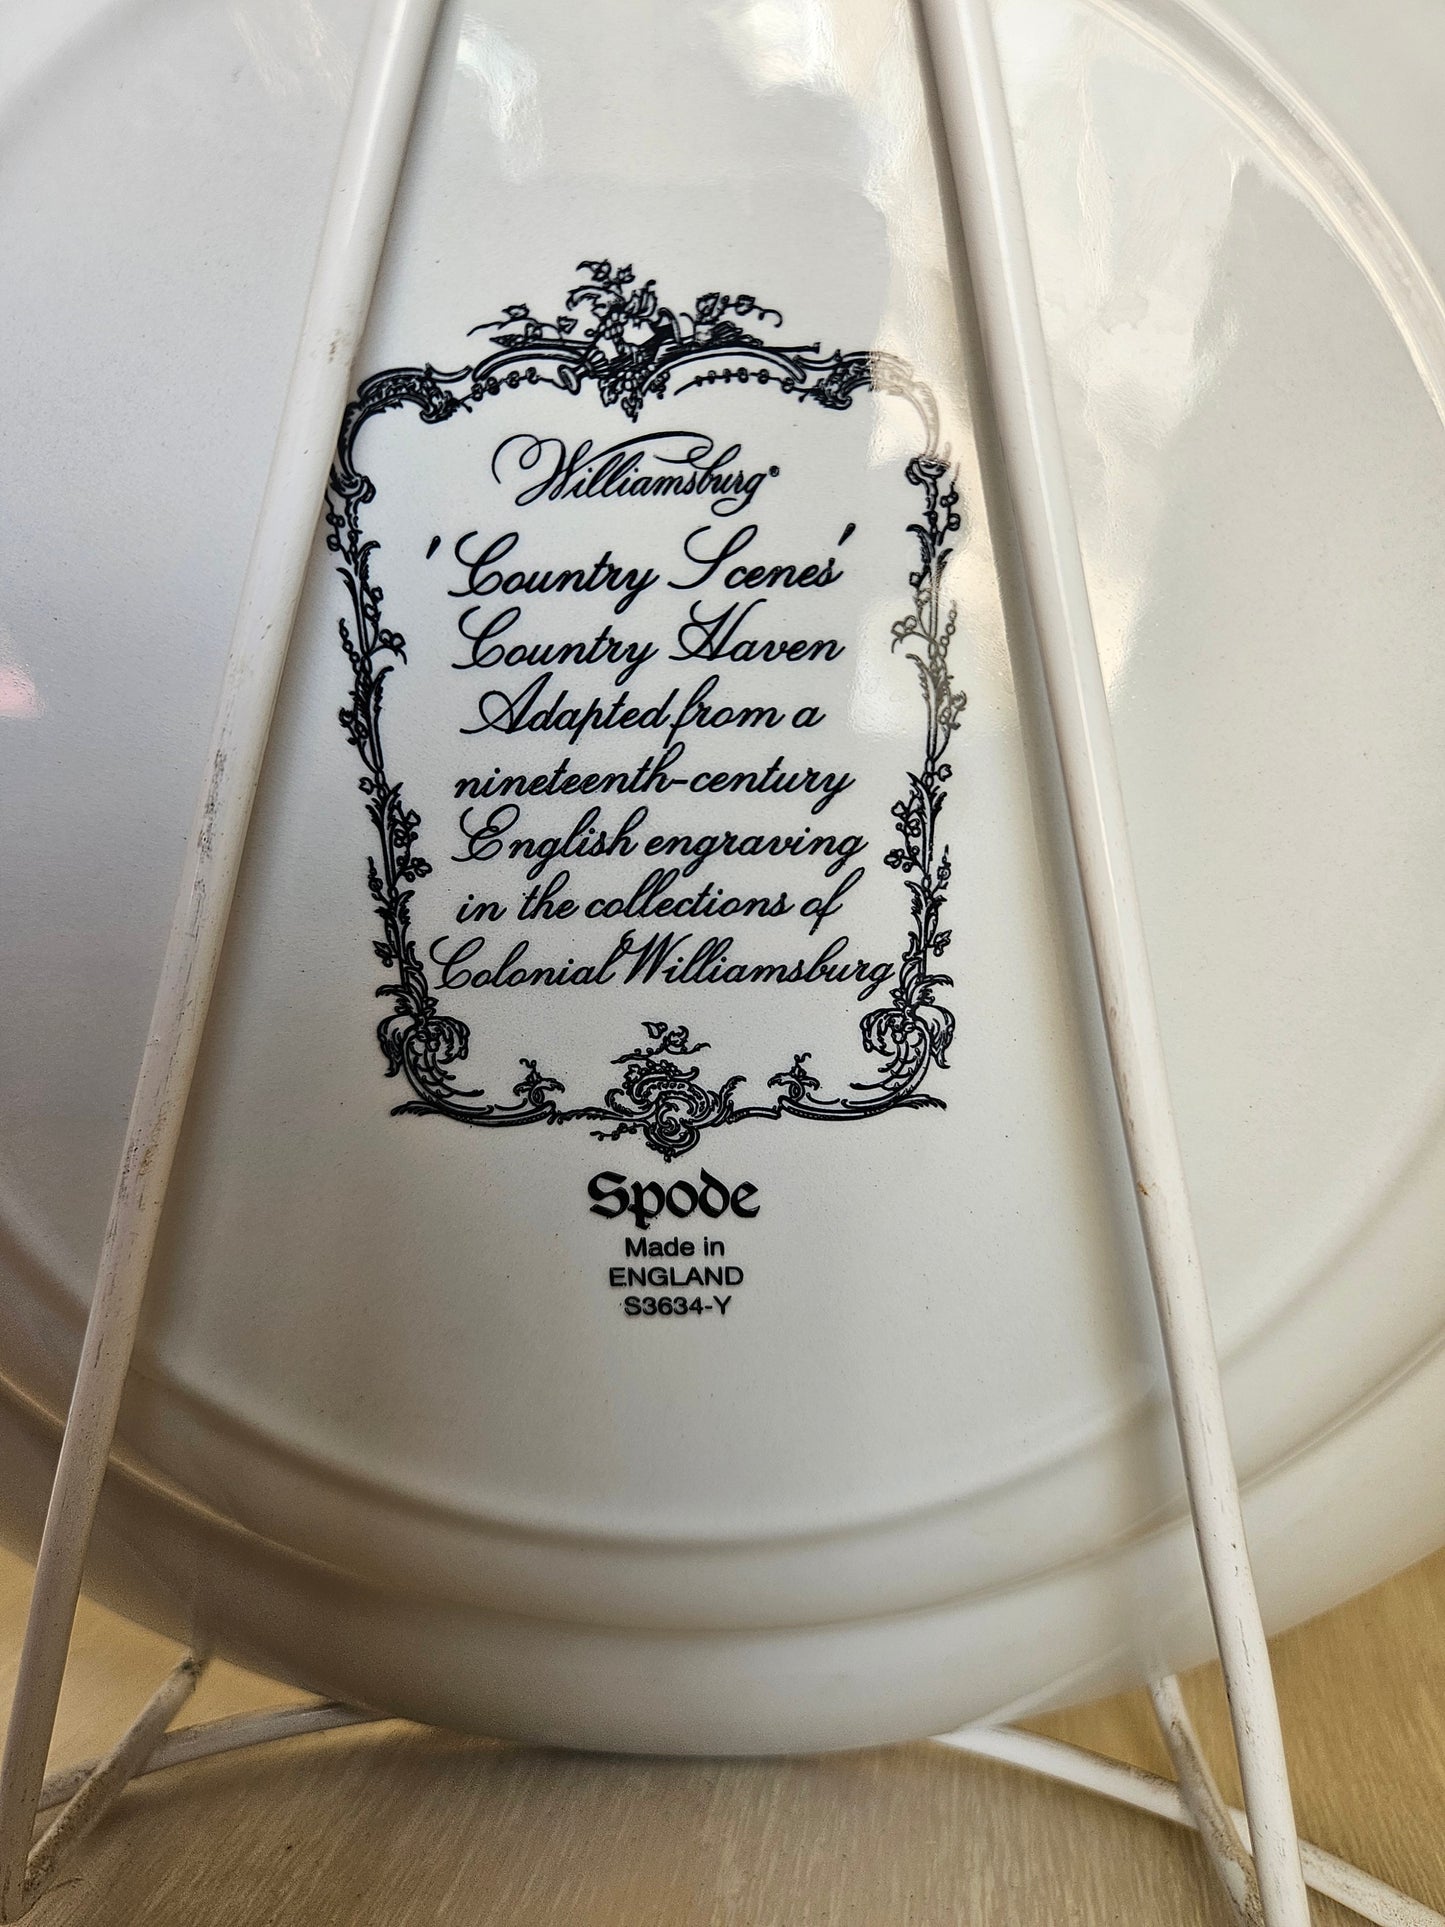 Williamsburg®
'Country Scenes'
Country Haven
Adapted from a
nineteenth-century
English engraving
in the collections of
Colonial Williamsburg
Spode
Made in
ENGLAND
S3634-Y